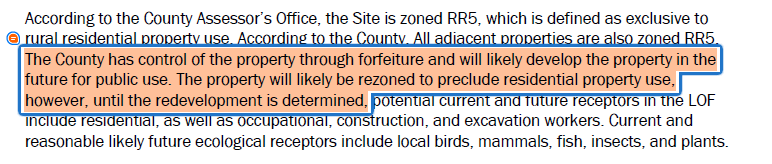 According to the County Assessor's Office, the Site is zoned RR5, which is defined as exclusive to
rural residential property use. According to the County. All adjacent properties are also zoned RR5.
The County has control of the property through forfeiture and will likely develop the property in the
future for public use. The property will likely be rezoned to preclude residential property use,
however, until the redevelopment is determined, potential current and future receptors in the LOF
include residential, as well as occupational, construction, and excavation workers. Current and
reasonable likely future ecological receptors include local birds, mammals, fish, insects, and plants.